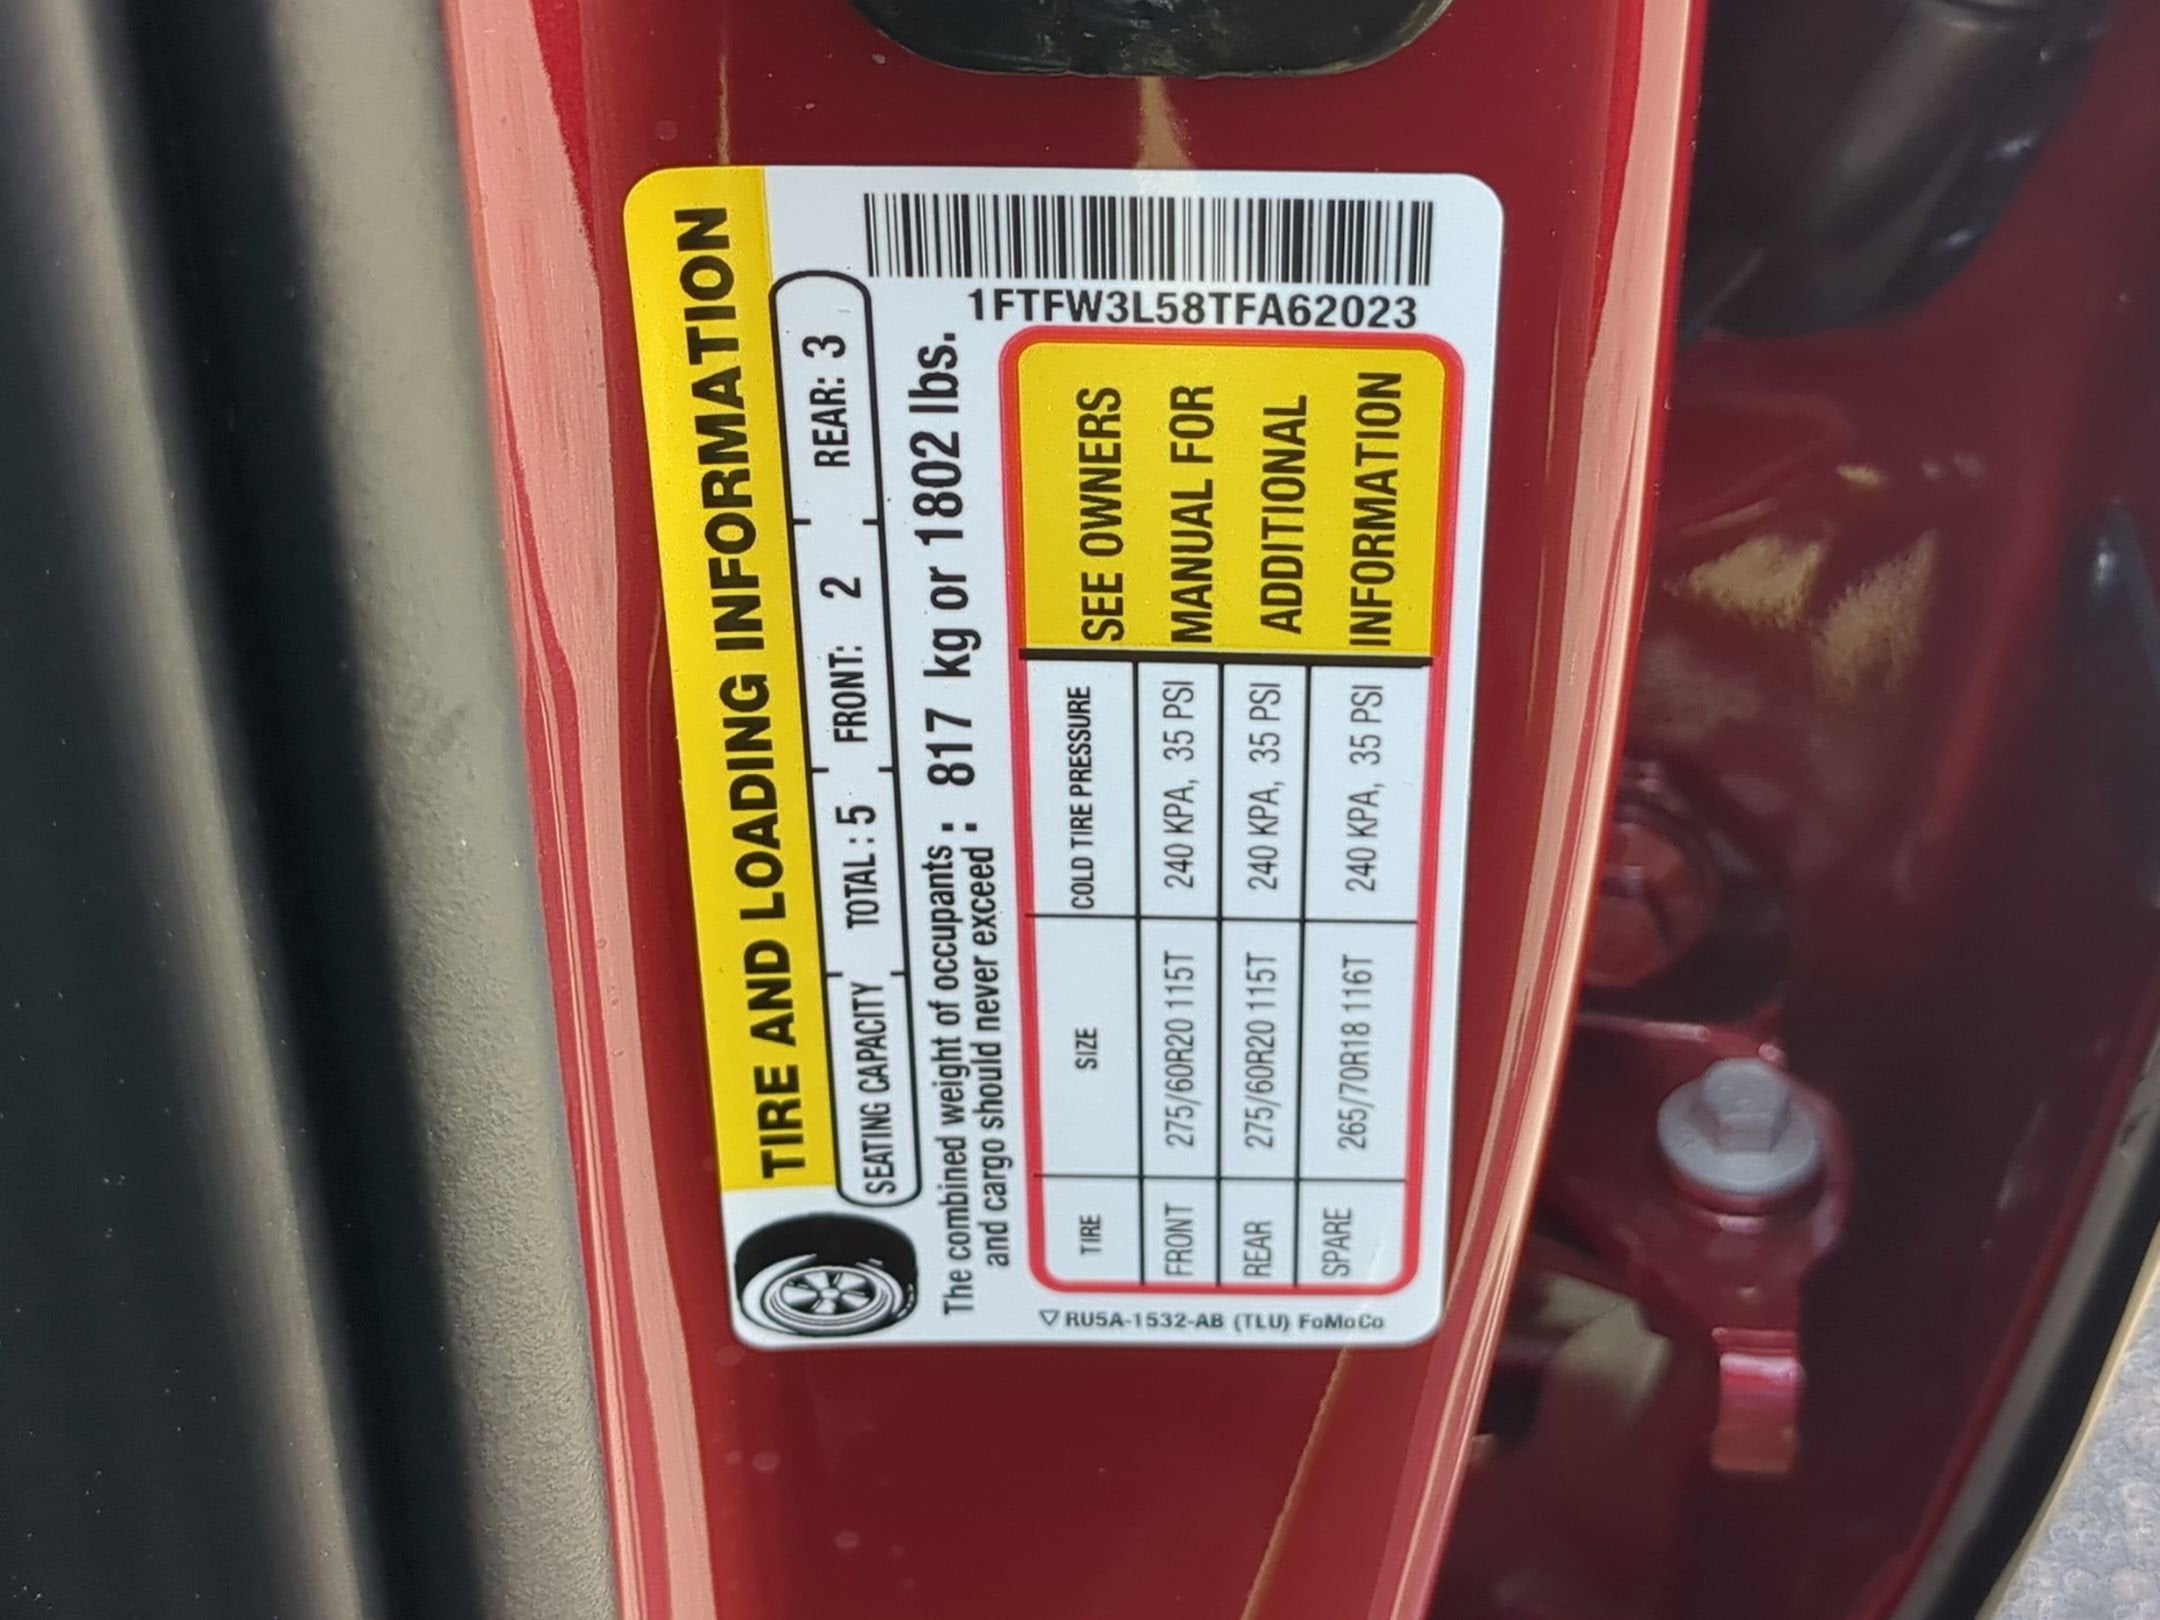 TIRE AND LOADING INFORMATION
SEATING CAPACITY TOTAL : 5 FRONT: 2 REAR: 3
The combined weight of occupants : 817 kg or 1802 lbs.
and cargo should never exceed :
1FTFW3L58TFA62023
TIRE SIZE COLD TIRE PRESSURE
FRONT 275/60R20 115T 240 KPA, 35 PSI
REAR 275/60R20 115T 240 KPA, 35 PSI
SPARE 265/70R18 116T 240 KPA, 35 PSI
SEE OWNERS
MANUAL FOR
ADDITIONAL
INFORMATION
RU5A-1532-AB (TLU) FoMoCo